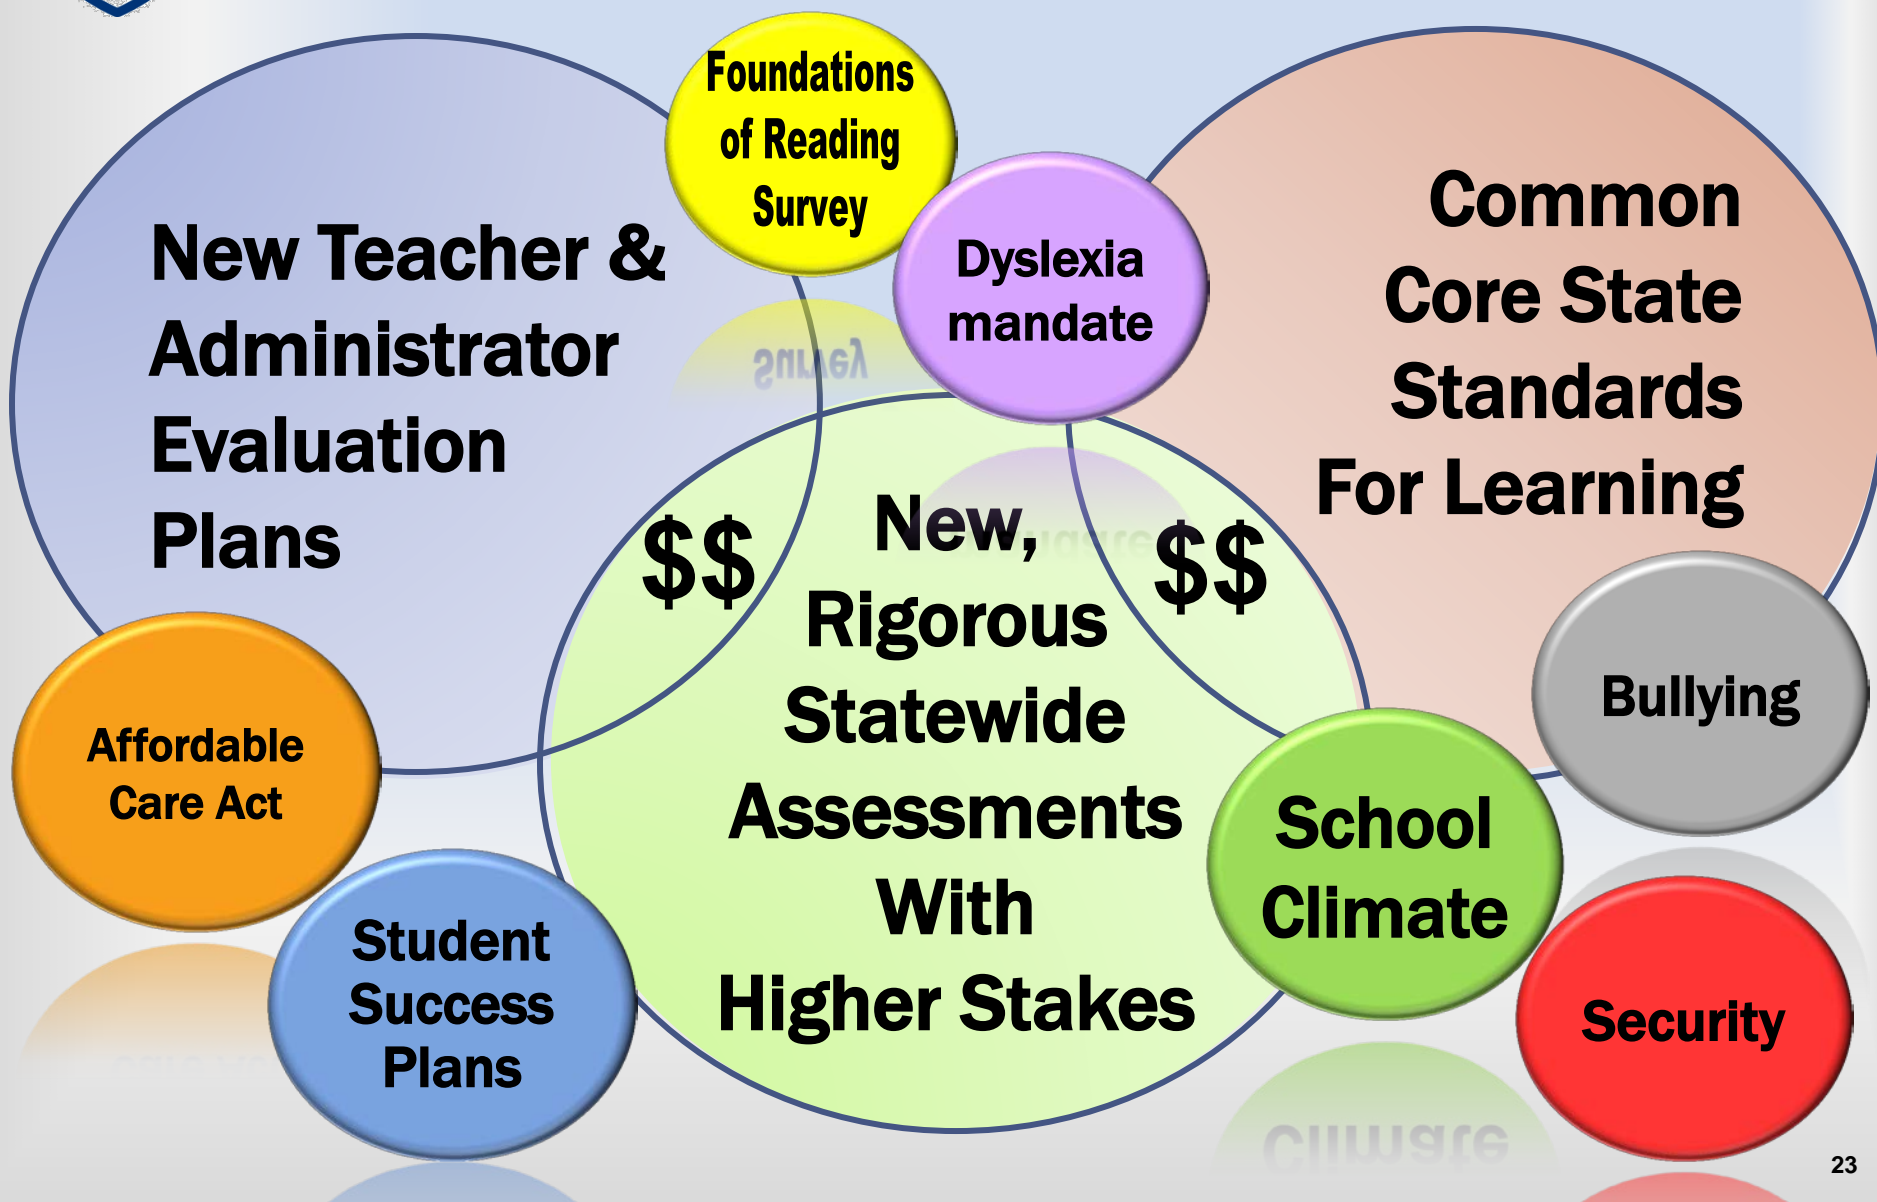 Foundations
of Reading
Survey
Dyslexia
mandate
New Teacher &
Administrator
Evaluation
Plans
Common
Core State
Standards
For Learning
$$
New,
Rigorous
Statewide
Assessments
With
Higher Stakes
$$
Bullying
Affordable
Care Act
School
Climate
Student
Success
Plans
Security
23